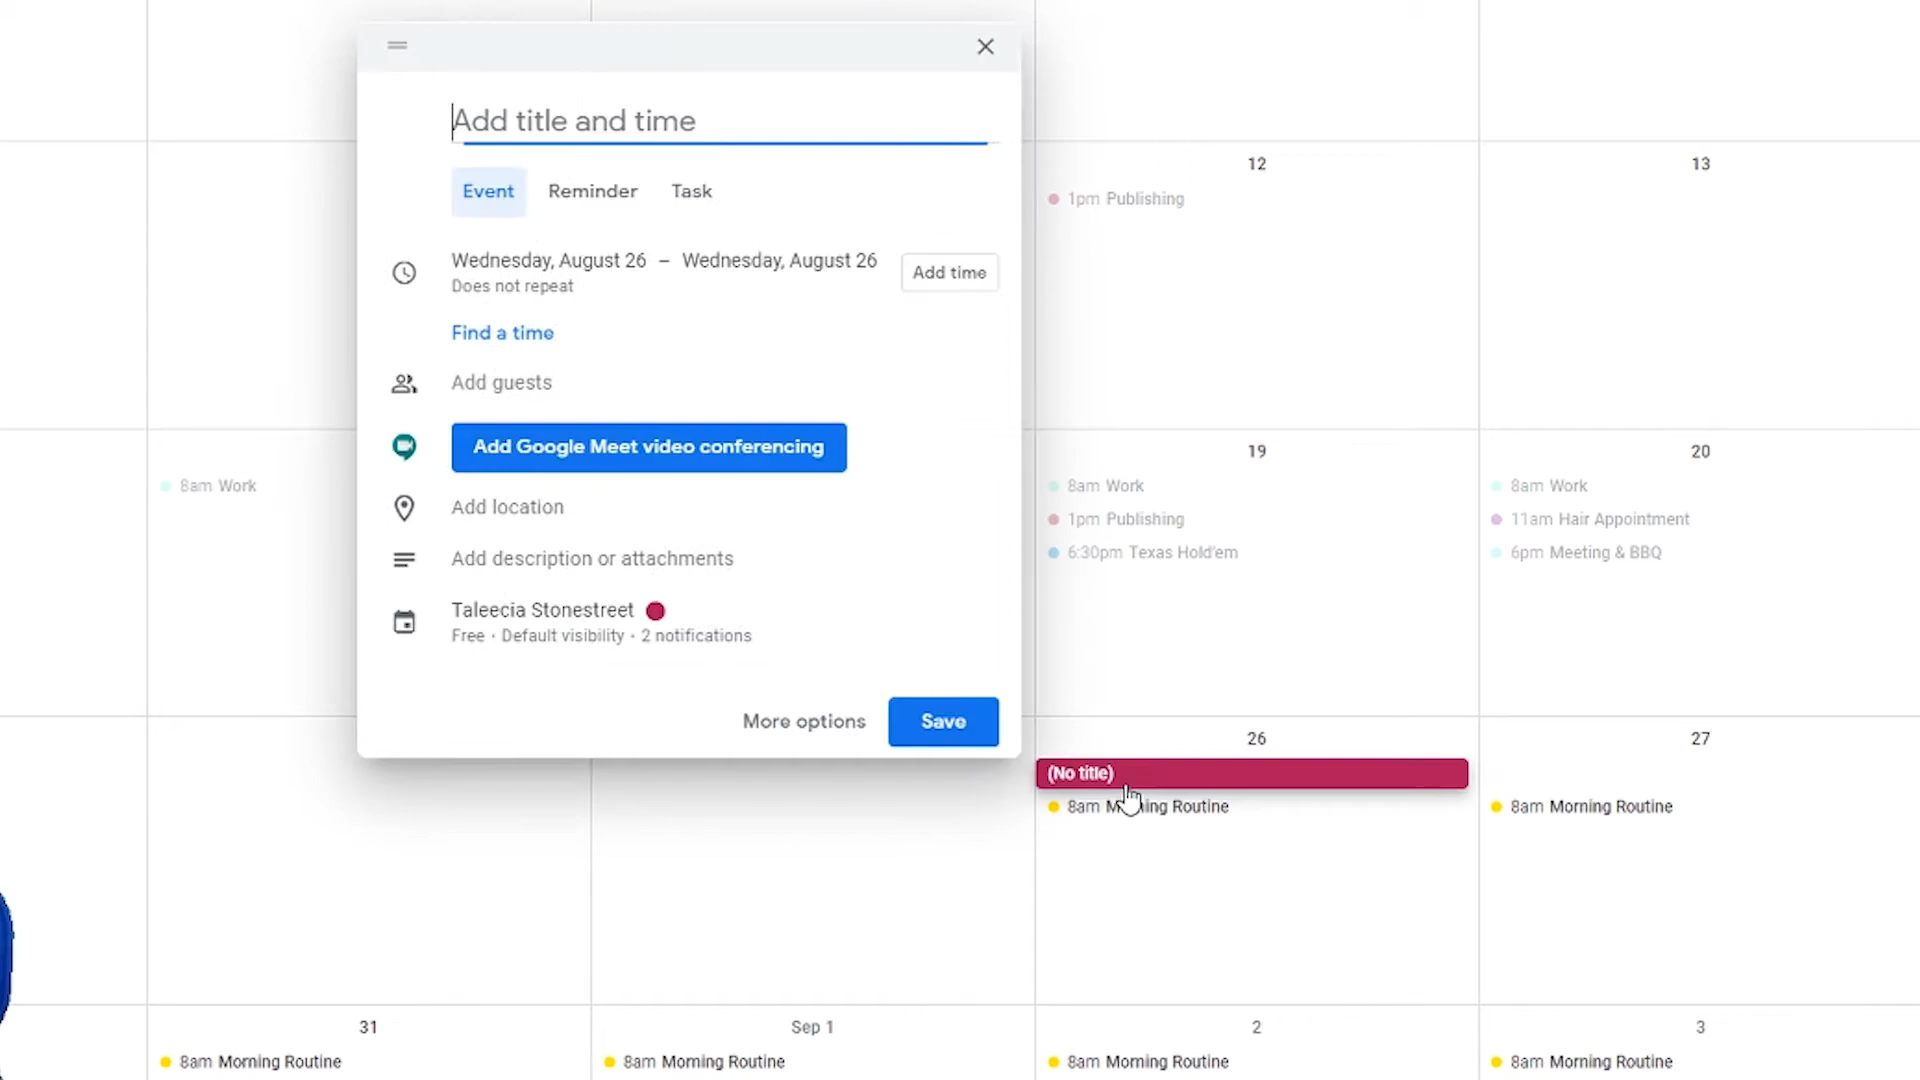 Add title and time
Event Reminder Task
Wednesday, August 26 – Wednesday, August 26
Does not repeat
Add time
Find a time
Add guests
Add Google Meet video conferencing
Add location
Add description or attachments
Taleecia Stonestreet
Free · Default visibility · 2 notifications
More options
Save
12
1pm Publishing
13
8am Work
19
8am Work
1pm Publishing
6:30pm Texas Hold'em
20
8am Work
11am Hair Appointment
6pm Meeting & BBQ
26
(No title)
8am Morning Routine
27
8am Morning Routine
31
8am Morning Routine
Sep 1
8am Morning Routine
2
8am Morning Routine
3
8am Morning Routine